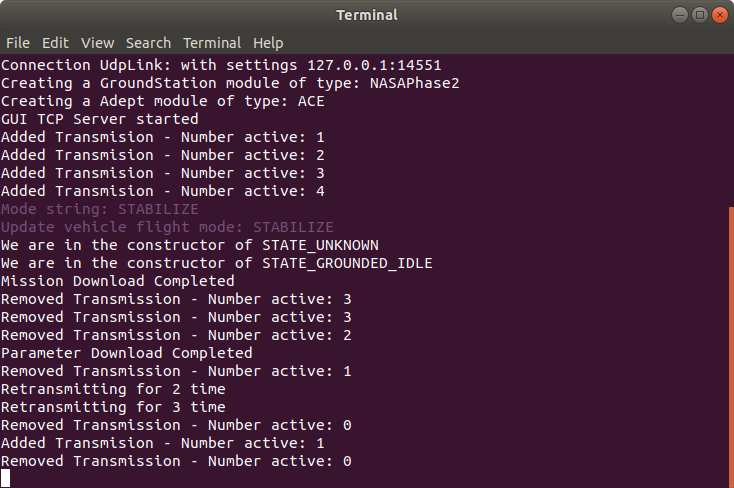 Terminal
File Edit View Search Terminal Help
Connection UdpLink: with settings 127.0.0.1:14551
Creating a GroundStation module of type: NASAPhase2
Creating a Adept module of type: ACE
GUI TCP Server started
Added Transmision - Number active: 1
Added Transmision - Number active: 2
Added Transmision - Number active: 3
Added Transmision - Number active: 4
Mode string: STABILIZE
Update vehicle flight mode: STABILIZE
We are in the constructor of STATE_UNKNOWN
We are in the constructor of STATE_GROUNDED_IDLE
Mission Download Completed
Removed Transmission - Number active: 3
Removed Transmission - Number active: 3
Removed Transmission - Number active: 2
Parameter Download Completed
Removed Transmission - Number active: 1
Retransmitting for 2 time
Retransmitting for 3 time
Removed Transmission - Number active: 0
Added Transmision - Number active: 1
Removed Transmission - Number active: 0